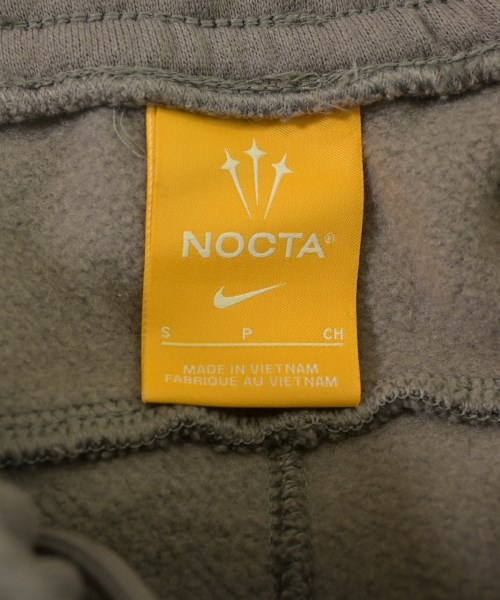 NOCTA®
S P CH
MADE IN VIETNAM
FABRIQUE AU VIETNAM